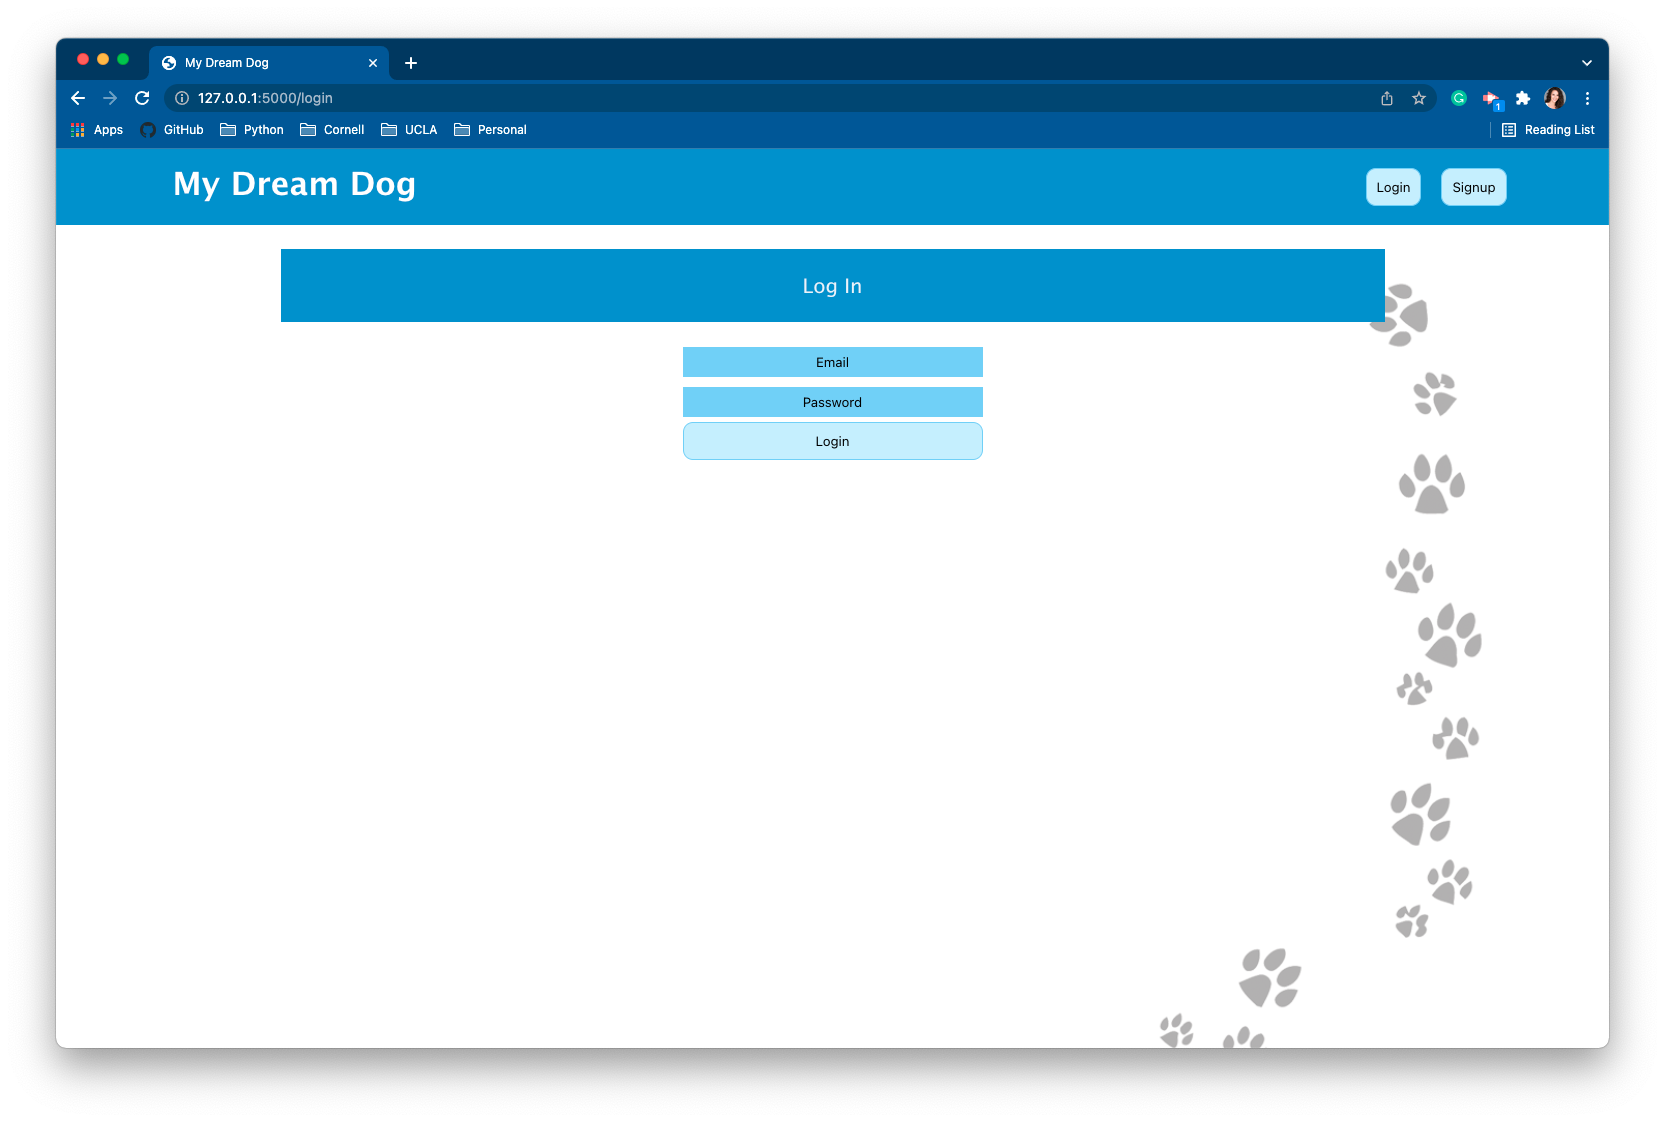 My Dream Dog
127.0.0.1:5000/login
1
Apps GitHub Python Cornell UCLA Personal Reading List
My Dream Dog Login Signup
Log In
Email
Password
Login